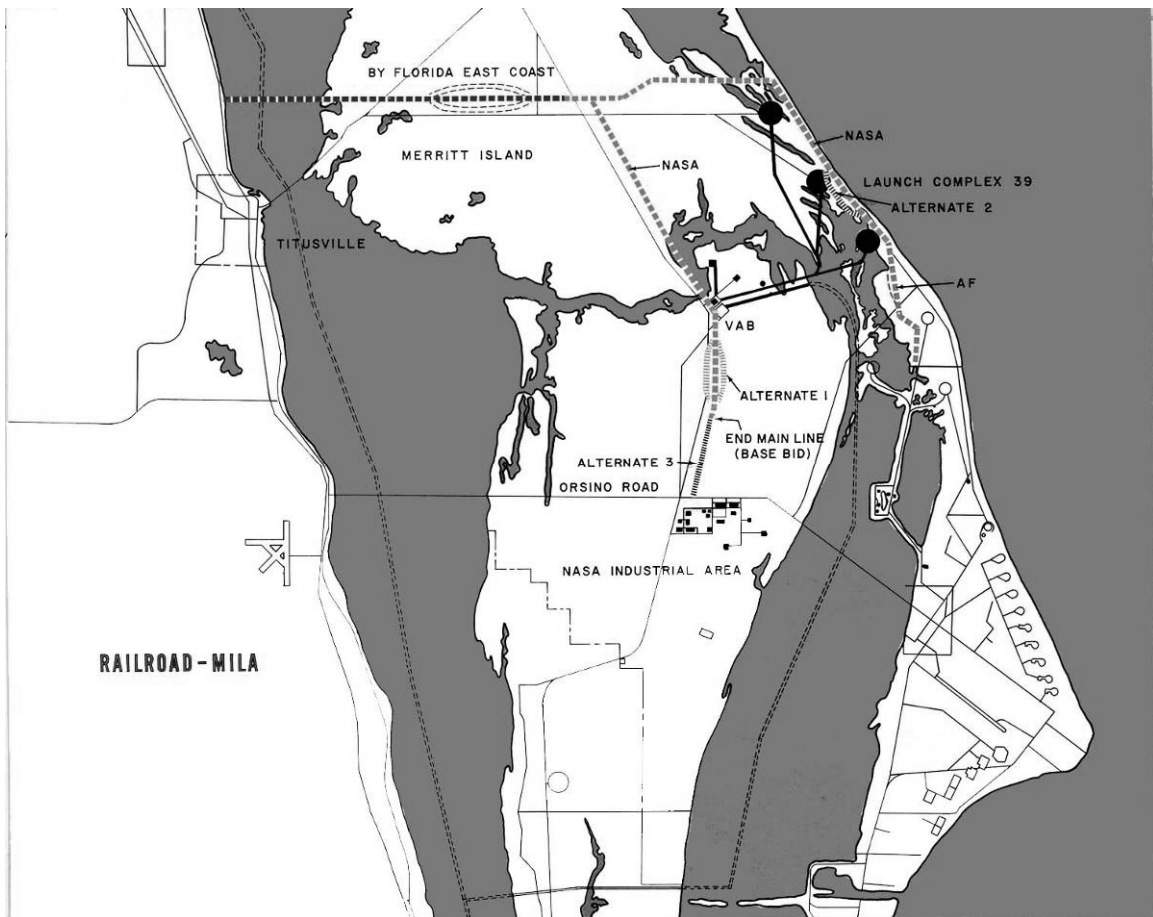 BY FLORIDA EAST COAST
NASA
MERRITT ISLAND
NASA
LAUNCH COMPLEX 39
ALTERNATE 2
TITUSVILLE
AF
VAB
ALTERNATE 1
END MAIN LINE
(BASE BID)
ALTERNATE 3
ORSINO ROAD
NASA INDUSTRIAL AREA
RAILROAD-MILA